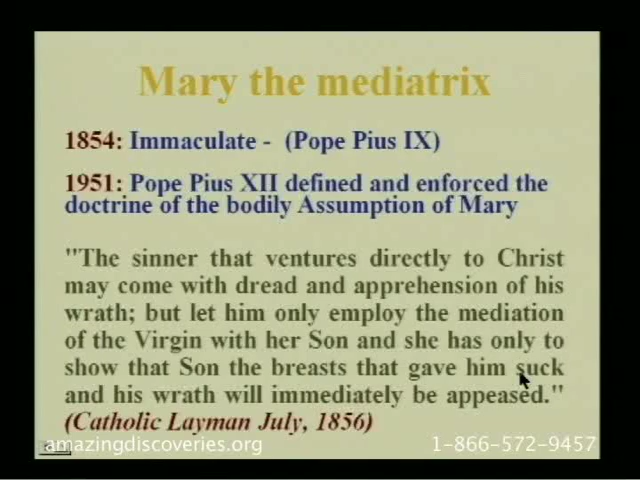 Mary the mediatrix
1854: Immaculate -  (Pope Pius IX)
1951: Pope Pius XII defined and enforced the
doctrine of the bodily Assumption of Mary
"The sinner that ventures directly to Christ
may come with dread and apprehension of his
wrath; but let him only employ the mediation
of the Virgin with her Son and she has only to
show that Son the breasts that gave him suck
and his wrath will immediately be appeased."
(Catholic Layman July, 1856)
amazingdiscoveries.org 1-866-572-9457